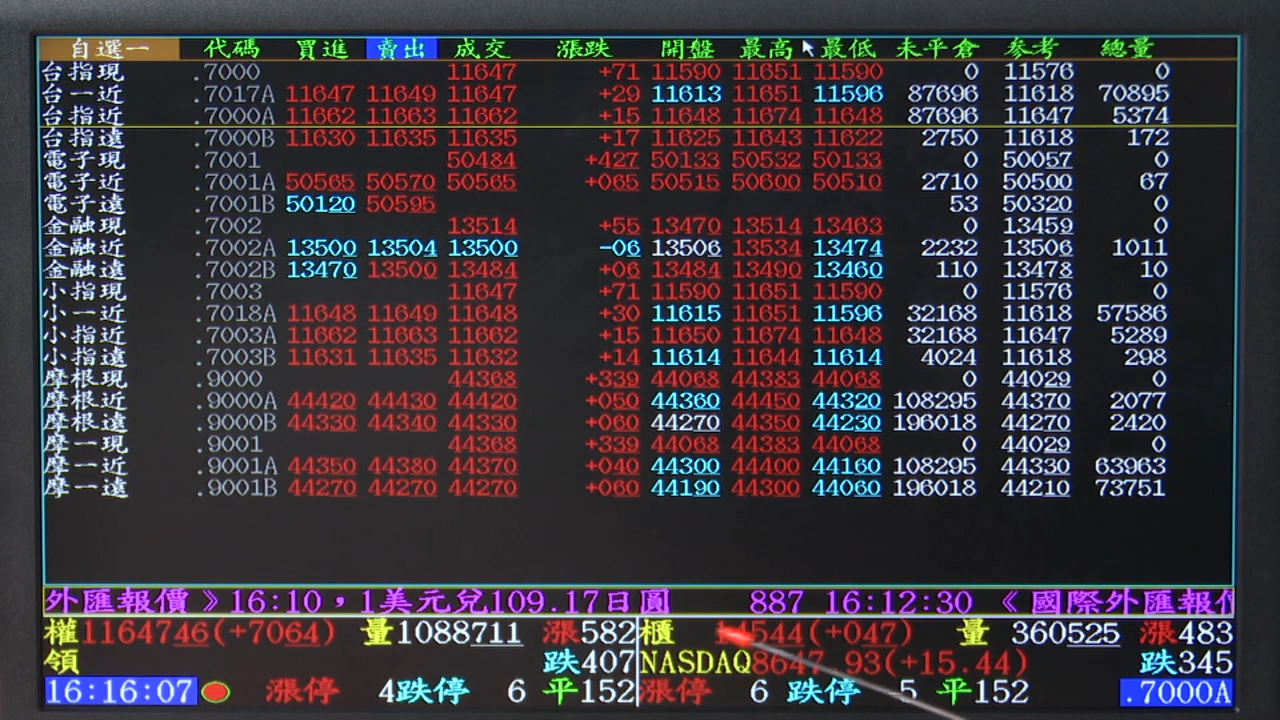 自選一 代碼 買進 賣出 成交 漲跌 開盤 最高 最低 未平倉 參考 總量
台指現 .7000 11647 +71 11590 11651 11590 0 11576 0
台一近 .7017A 11647 11649 11647 +29 11613 11651 11596 87696 11618 70895
台指近 .7000A 11662 11663 11662 +15 11648 11674 11648 87696 11647 5374
台指遠 .7000B 11630 11635 11635 +17 11625 11643 11622 2750 11618 172
電子現 .7001 50484 +427 50133 50532 50133 0 50057 0
電子近 .7001A 50565 50570 50565 +065 50515 50600 50510 2710 50500 67
電子遠 .7001B 50120 50595 53 50320 0
金融現 .7002 13514 +55 13470 13514 13463 0 13459 0
金融近 .7002A 13500 13504 13500 -06 13506 13534 13474 2232 13506 1011
金融遠 .7002B 13470 13500 13484 +06 13484 13490 13460 110 13478 10
小指現 .7003 11647 +71 11590 11651 11590 0 11576 0
小一近 .7018A 11648 11649 11648 +30 11615 11651 11596 32168 11618 57586
小指近 .7003A 11662 11663 11662 +15 11650 11674 11648 32168 11647 5289
小指遠 .7003B 11631 11635 11632 +14 11614 11644 11614 4024 11618 298
摩根現 .9000 44368 +339 44068 44383 44068 0 44029 0
摩根近 .9000A 44420 44430 44420 +050 44360 44450 44320 108295 44370 2077
摩根遠 .9000B 44330 44340 44330 +060 44270 44350 44230 196018 44270 2420
摩一現 .9001 44368 +339 44068 44383 44068 0 44029 0
摩一近 .9001A 44350 44380 44370 +040 44300 44400 44160 108295 44330 63963
摩一遠 .9001B 44270 44270 44270 +060 44190 44300 44060 196018 44210 73751
外匯報價》16:10，1美元兌109.17日圓 887 16:12:30 《國際外匯報價
權1164746(+7064) 量1088711 漲582 櫃 14544(+047) 量 360525 漲483
領 跌407 NASDAQ8647.93(+15.44) 跌345
16:16:07 漲停 4跌停 6 平152 漲停 6 跌停 5 平152 .7000A